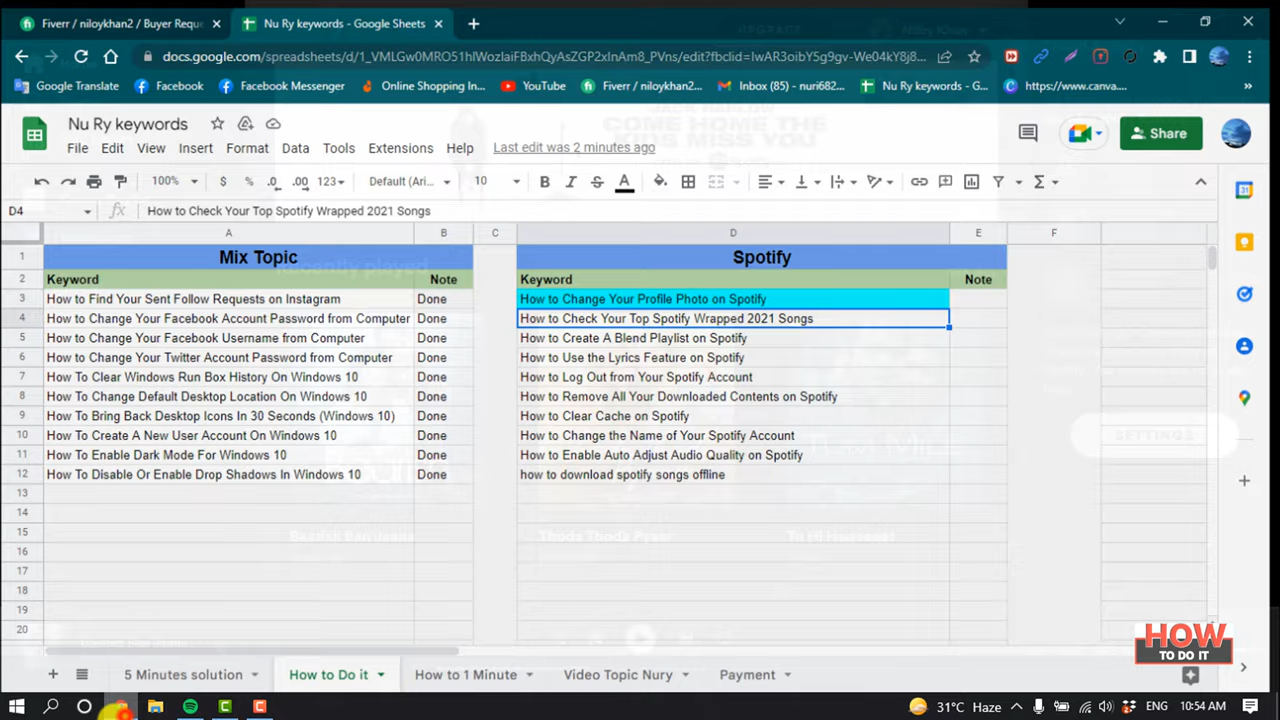 Fiverr / niloykhan2 / Buyer Requ
Nu Ry keywords - Google Sheets
docs.google.com/spreadsheets/d/1_VMLGw0MRO51hlWozIaiFBxhQyAsZGP2xInAm8_PVns/edit?fbclid=IwAR3oibY5g9gv-We04kY8j8...
Google Translate
Facebook
Facebook Messenger
Online Shopping In...
YouTube
Fiverr / niloykhan2...
Inbox (85) - nuri682...
Nu Ry keywords - G...
https://www.canva....
Nu Ry keywords
COME HOME THE
KIDS MISS YOU
File Edit View Insert Format Data Tools Extensions Help Last edit was 2 minutes ago
Share
100% $ % .0 .00 123 Default (Ari... 10 B I S A
D4 fx How to Check Your Top Spotify Wrapped 2021 Songs
A B C D E F
1 Mix Topic Spotify
Recently played
2 Keyword Note Keyword Note
3 How to Find Your Sent Follow Requests on Instagram Done How to Change Your Profile Photo on Spotify
4 How to Change Your Facebook Account Password from Computer Done How to Check Your Top Spotify Wrapped 2021 Songs
5 How to Change Your Facebook Username from Computer Done How to Create A Blend Playlist on Spotify
6 How to Change Your Twitter Account Password from Computer Done How to Use the Lyrics Feature on Spotify
7 How To Clear Windows Run Box History On Windows 10 Done How to Log Out from Your Spotify Account
8 How To Change Default Desktop Location On Windows 10 Done How to Remove All Your Downloaded Contents on Spotify
9 How To Bring Back Desktop Icons In 30 Seconds (Windows 10) Done How to Clear Cache on Spotify
10 How To Create A New User Account On Windows 10 Done How to Change the Name of Your Spotify Account
SETTINGS
11 How To Enable Dark Mode For Windows 10 Done How to Enable Auto Adjust Audio Quality on Spotify
12 How To Disable Or Enable Drop Shadows In Windows 10 Done how to download spotify songs offline
13
14
15
16
17
18
19
20
HOW
TO DO IT
5 Minutes solution
How to Do it
How to 1 Minute
Video Topic Nury
Payment
31°C Haze
ENG
10:54 AM